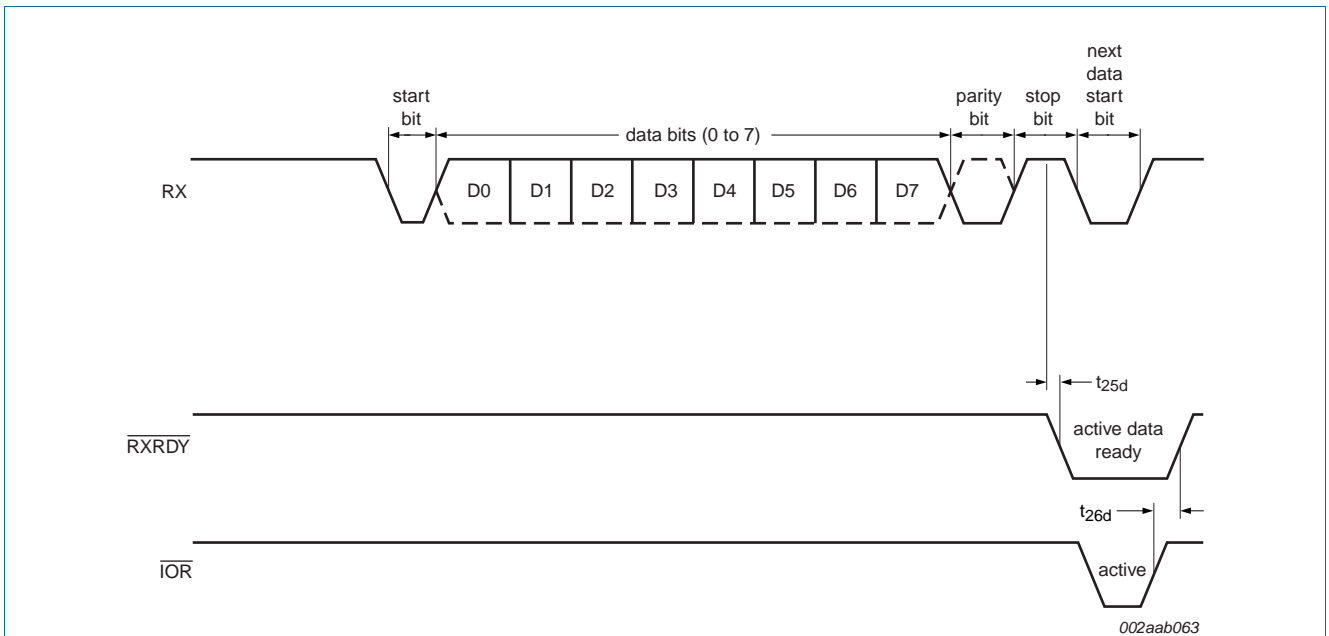 next
data
start
bit
start
bit
parity
bit
stop
bit
data bits (0 to 7)
RX
D0 D1 D2 D3 D4 D5 D6 D7
t25d
RXRDY
active data
ready
t26d
IOR
active
002aab063